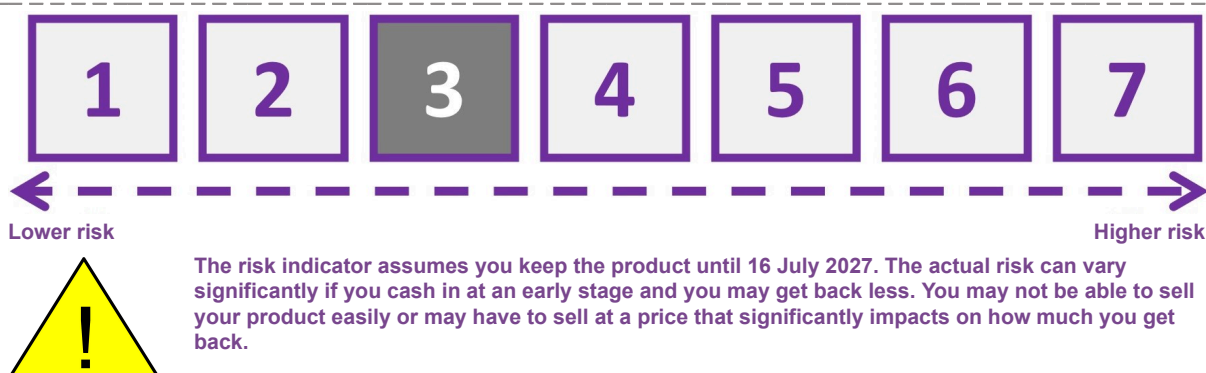 1 2 3 4 5 6 7
Lower risk Higher risk
!
The risk indicator assumes you keep the product until 16 July 2027. The actual risk can vary
significantly if you cash in at an early stage and you may get back less. You may not be able to sell
your product easily or may have to sell at a price that significantly impacts on how much you get
back.